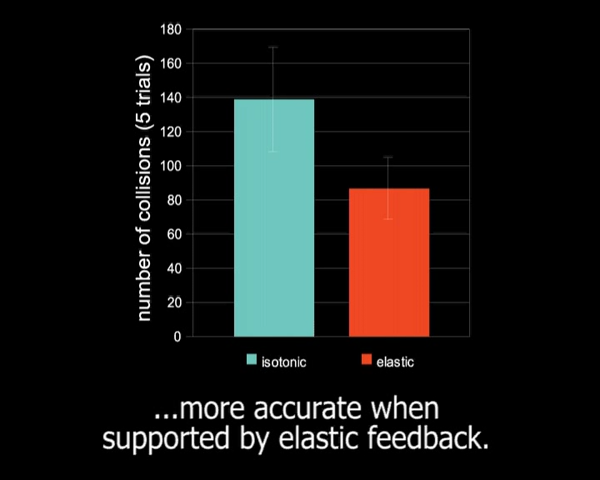 180
160
140
120
100
80
60
40
20
0
number of collisions (5 trials)
isotonic
elastic
...more accurate when
supported by elastic feedback.